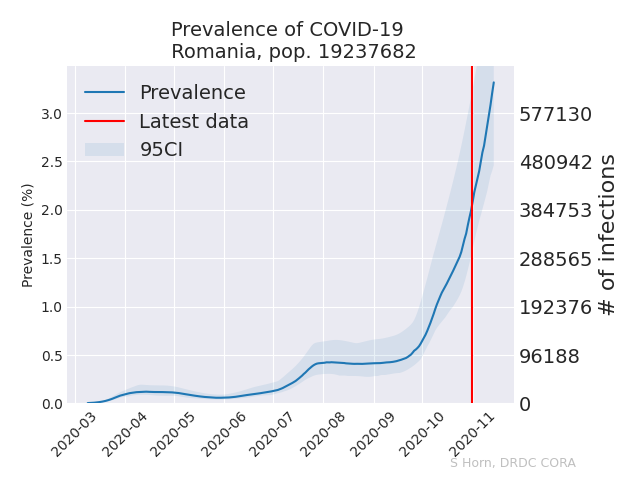 Prevalence of COVID-19
Romania, pop. 19237682
Prevalence
Latest data
95CI
Prevalence (%)
3.0
2.5
2.0
1.5
1.0
0.5
0.0
577130
480942
384753
288565
192376
96188
0
# of infections
2020-03
2020-04
2020-05
2020-06
2020-07
2020-08
2020-09
2020-10
2020-11
S Horn, DRDC CORA